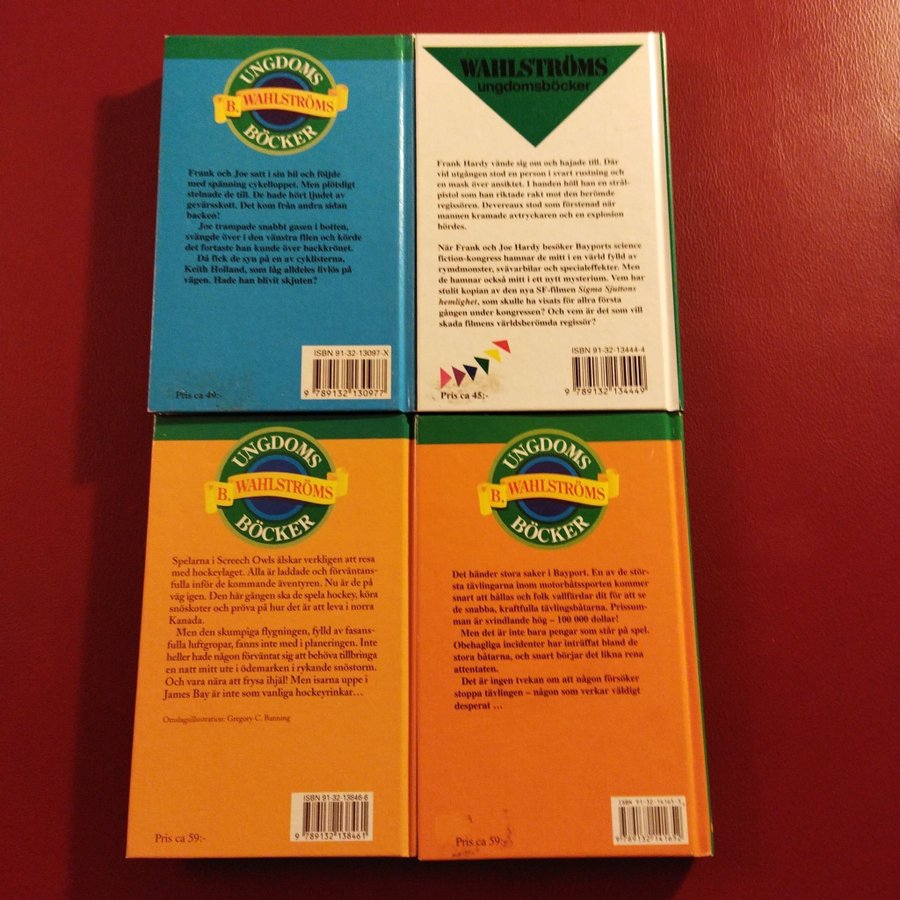 UNGDOMS
B. WAHLSTRÖMS
BÖCKER
Frank och Joe satt i sin bil och följde
med spänning cykelloppet. Men plötsligt
stelnade de till. De hade hört ljudet av
gevärsskott. Det kom från andra sidan
backen!
Joe trampade snabbt gasen i botten,
svängde över i den vänstra filen och körde
det fortaste han kunde över backkrönet.
Då fick de syn på en av cyklisterna,
Keith Holland, som låg alldeles livlös på
vägen. Hade han blivit skjuten?
ISBN 91-32-13097-X
9 789132 130977
Pris ca 49:-
WAHLSTRÖMS
ungdomsböcker
Frank Hardy vände sig om och hajade till. Där
vid utgången stod en person i svart rustning och
en mask över ansiktet. I handen höll han en strål-
pistol som han riktade rakt mot den berömde
regissören. Devereaux stod som förstenad när
mannen kramade avtryckaren och en explosion
hördes.
När Frank och Joe Hardy besöker Bayports science
fiction-kongress hamnar de mitt i en värld fylld av
rymdmonster, svävarbilar och specialeffekter. Men
de hamnar också mitt i ett nytt mysterium. Vem har
stulit kopian av den nya SF-filmen Sigma Sjuttons
hemlighet, som skulle ha visats för allra första
gången under kongressen? Och vem är det som vill
skada filmens världsberömda regissör?
ISBN 91-32-13444-4
9 789132 134449
Pris ca 45:-
UNGDOMS
B. WAHLSTRÖMS
BÖCKER
Spelarna i Screech Owls älskar verkligen att resa
med hockeylaget. Alla är laddade och förväntans-
fulla inför de kommande äventyren. Nu är de på
väg igen. Den här gången ska de spela hockey, köra
snöskoter och pröva på hur det är att leva i norra
Kanada.
Men den skumpiga flygningen, fylld av fasans-
fulla luftgropar, fanns inte med i planeringen. Inte
heller hade någon förväntat sig att behöva tillbringa
en natt mitt ute i ödemarken i rykande snöstorm.
Och vara nära att frysa ihjäl! Men isarna uppe i
James Bay är inte som vanliga hockeyrinkar...
Omslagsillustration: Gregory C. Banning
ISBN 91-32-13846-6
9 789132 138461
Pris ca 59:-
UNGDOMS
B. WAHLSTRÖMS
BÖCKER
Det händer stora saker i Bayport. En av de stör-
sta tävlingarna inom motorbåtssporten kommer
snart att hållas och folk vallfärdar dit för att se
de snabba, kraftfulla tävlingsbåtarna. Prissum-
man är svindlande hög – 100 000 dollar!
Men det är inte bara pengar som står på spel.
Obehagliga incidenter har inträffat bland de
stora båtarna, och snart börjar det likna rena
attentaten.
Det är ingen tvekan om att någon försöker
stoppa tävlingen – någon som verkar väldigt
desperat ...
ISBN 91-32-14165-3
9 789132 141652
Pris ca 59:-